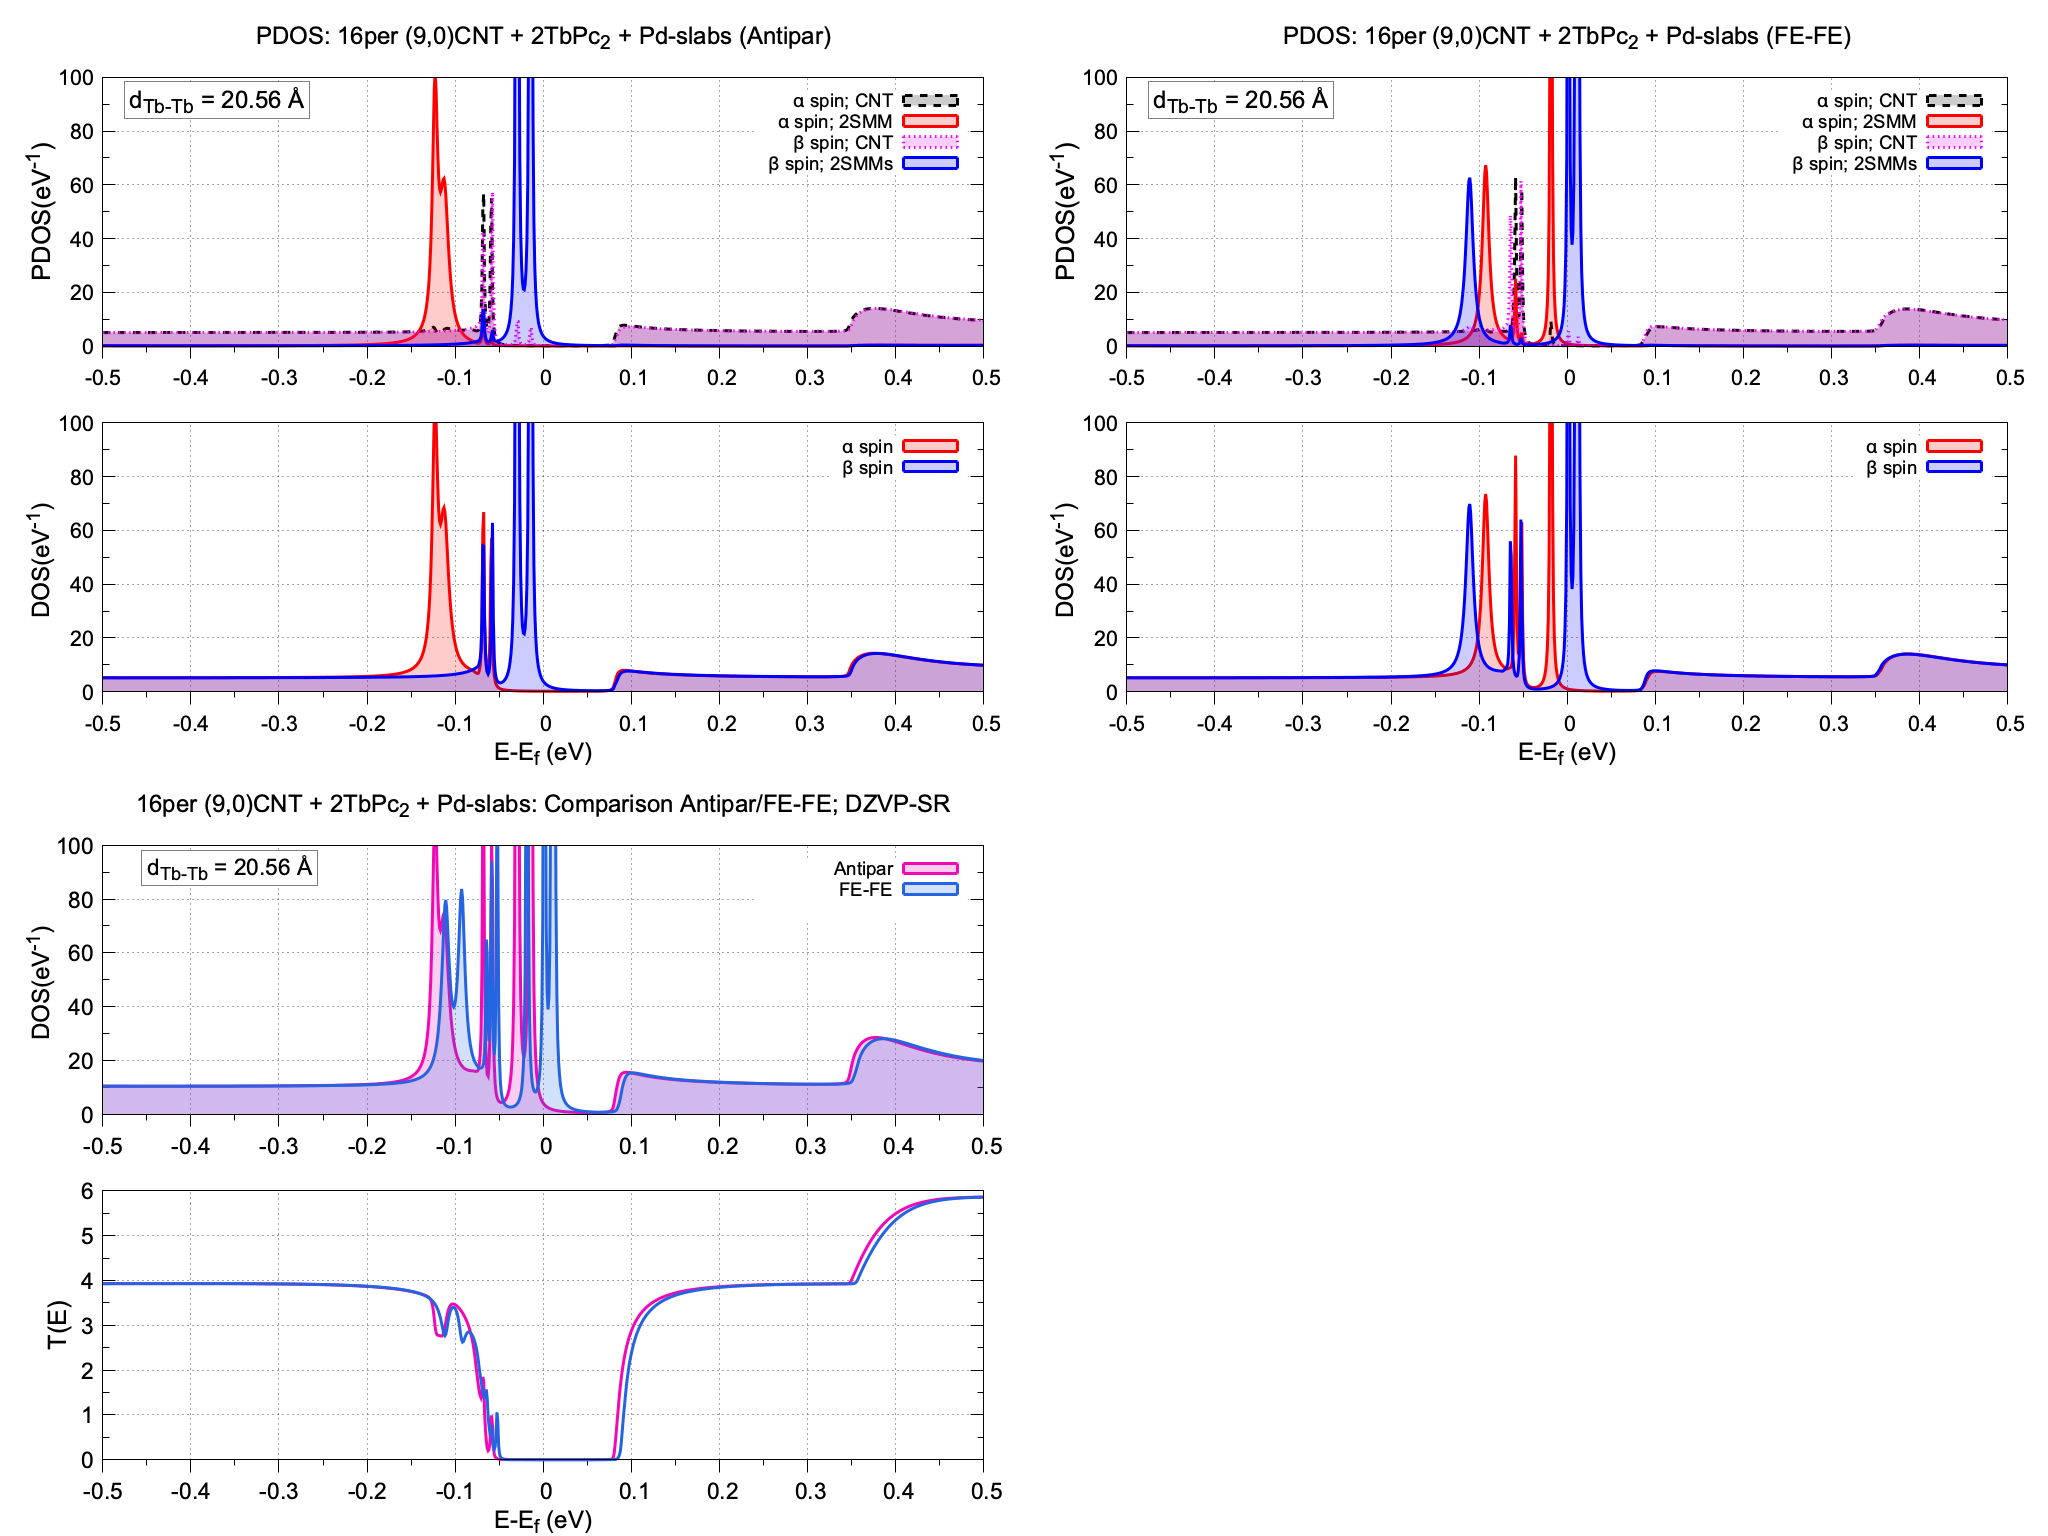 PDOS: 16per (9,0)CNT + 2TbPc2 + Pd-slabs (Antipar)
dTb-Tb = 20.56 Å
α spin; CNT
α spin; 2SMM
β spin; CNT
β spin; 2SMMs
PDOS(eV-1)
100
80
60
40
20
0
-0.5 -0.4 -0.3 -0.2 -0.1 0 0.1 0.2 0.3 0.4 0.5
α spin
β spin
DOS(eV-1)
100
80
60
40
20
0
-0.5 -0.4 -0.3 -0.2 -0.1 0 0.1 0.2 0.3 0.4 0.5
E-Ef (eV)
PDOS: 16per (9,0)CNT + 2TbPc2 + Pd-slabs (FE-FE)
dTb-Tb = 20.56 Å
α spin; CNT
α spin; 2SMM
β spin; CNT
β spin; 2SMMs
PDOS(eV-1)
100
80
60
40
20
0
-0.5 -0.4 -0.3 -0.2 -0.1 0 0.1 0.2 0.3 0.4 0.5
α spin
β spin
DOS(eV-1)
100
80
60
40
20
0
-0.5 -0.4 -0.3 -0.2 -0.1 0 0.1 0.2 0.3 0.4 0.5
E-Ef (eV)
16per (9,0)CNT + 2TbPc2 + Pd-slabs: Comparison Antipar/FE-FE; DZVP-SR
dTb-Tb = 20.56 Å
Antipar
FE-FE
DOS(eV-1)
100
80
60
40
20
0
-0.5 -0.4 -0.3 -0.2 -0.1 0 0.1 0.2 0.3 0.4 0.5
T(E)
6
5
4
3
2
1
0
-0.5 -0.4 -0.3 -0.2 -0.1 0 0.1 0.2 0.3 0.4 0.5
E-Ef (eV)